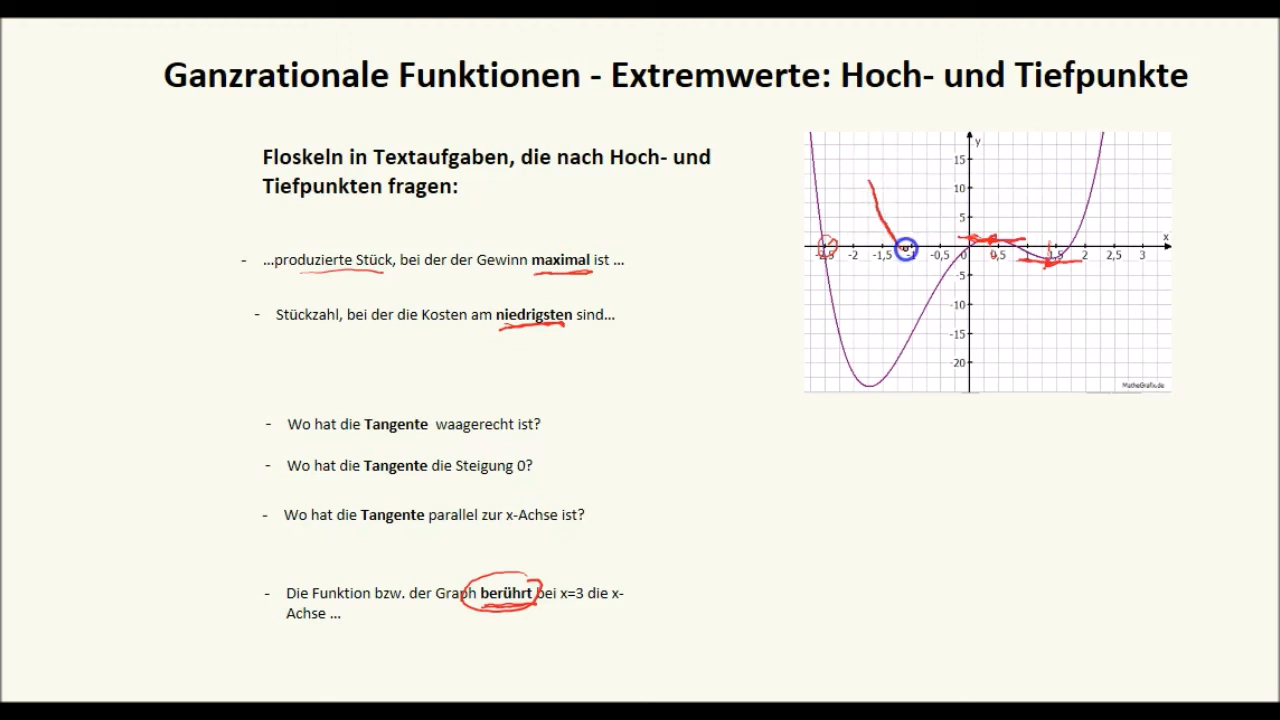 Ganzrationale Funktionen - Extremwerte: Hoch- und Tiefpunkte
Floskeln in Textaufgaben, die nach Hoch- und
Tiefpunkten fragen:
- ...produzierte Stück, bei der der Gewinn maximal ist ...
- Stückzahl, bei der die Kosten am niedrigsten sind...
- Wo hat die Tangente waagerecht ist?
- Wo hat die Tangente die Steigung 0?
- Wo hat die Tangente parallel zur x-Achse ist?
- Die Funktion bzw. der Graph berührt bei x=3 die x-
Achse ...
y
15
10
5
x
-2,5 -2 -1,5 -1 -0,5 0 0,5 1,5 2 2,5 3
-5
-10
-15
-20
MatheGrafix.de